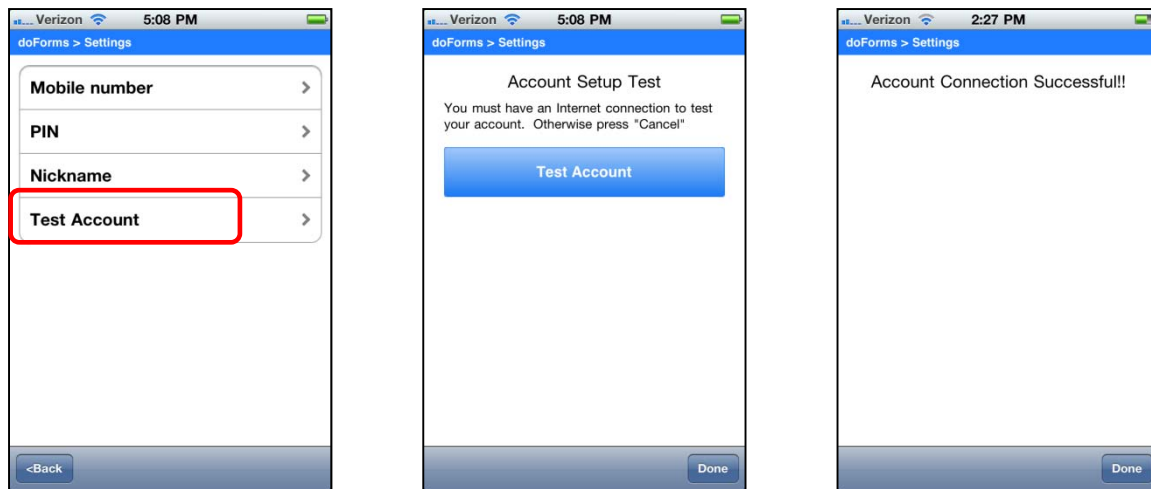 Verizon 5:08 PM
doForms > Settings
Mobile number >
PIN >
Nickname >
Test Account >
<Back
Verizon 5:08 PM
doForms > Settings
Account Setup Test
You must have an Internet connection to test
your account. Otherwise press "Cancel"
Test Account
Done
Verizon 2:27 PM
doForms > Settings
Account Connection Successful!!
Done